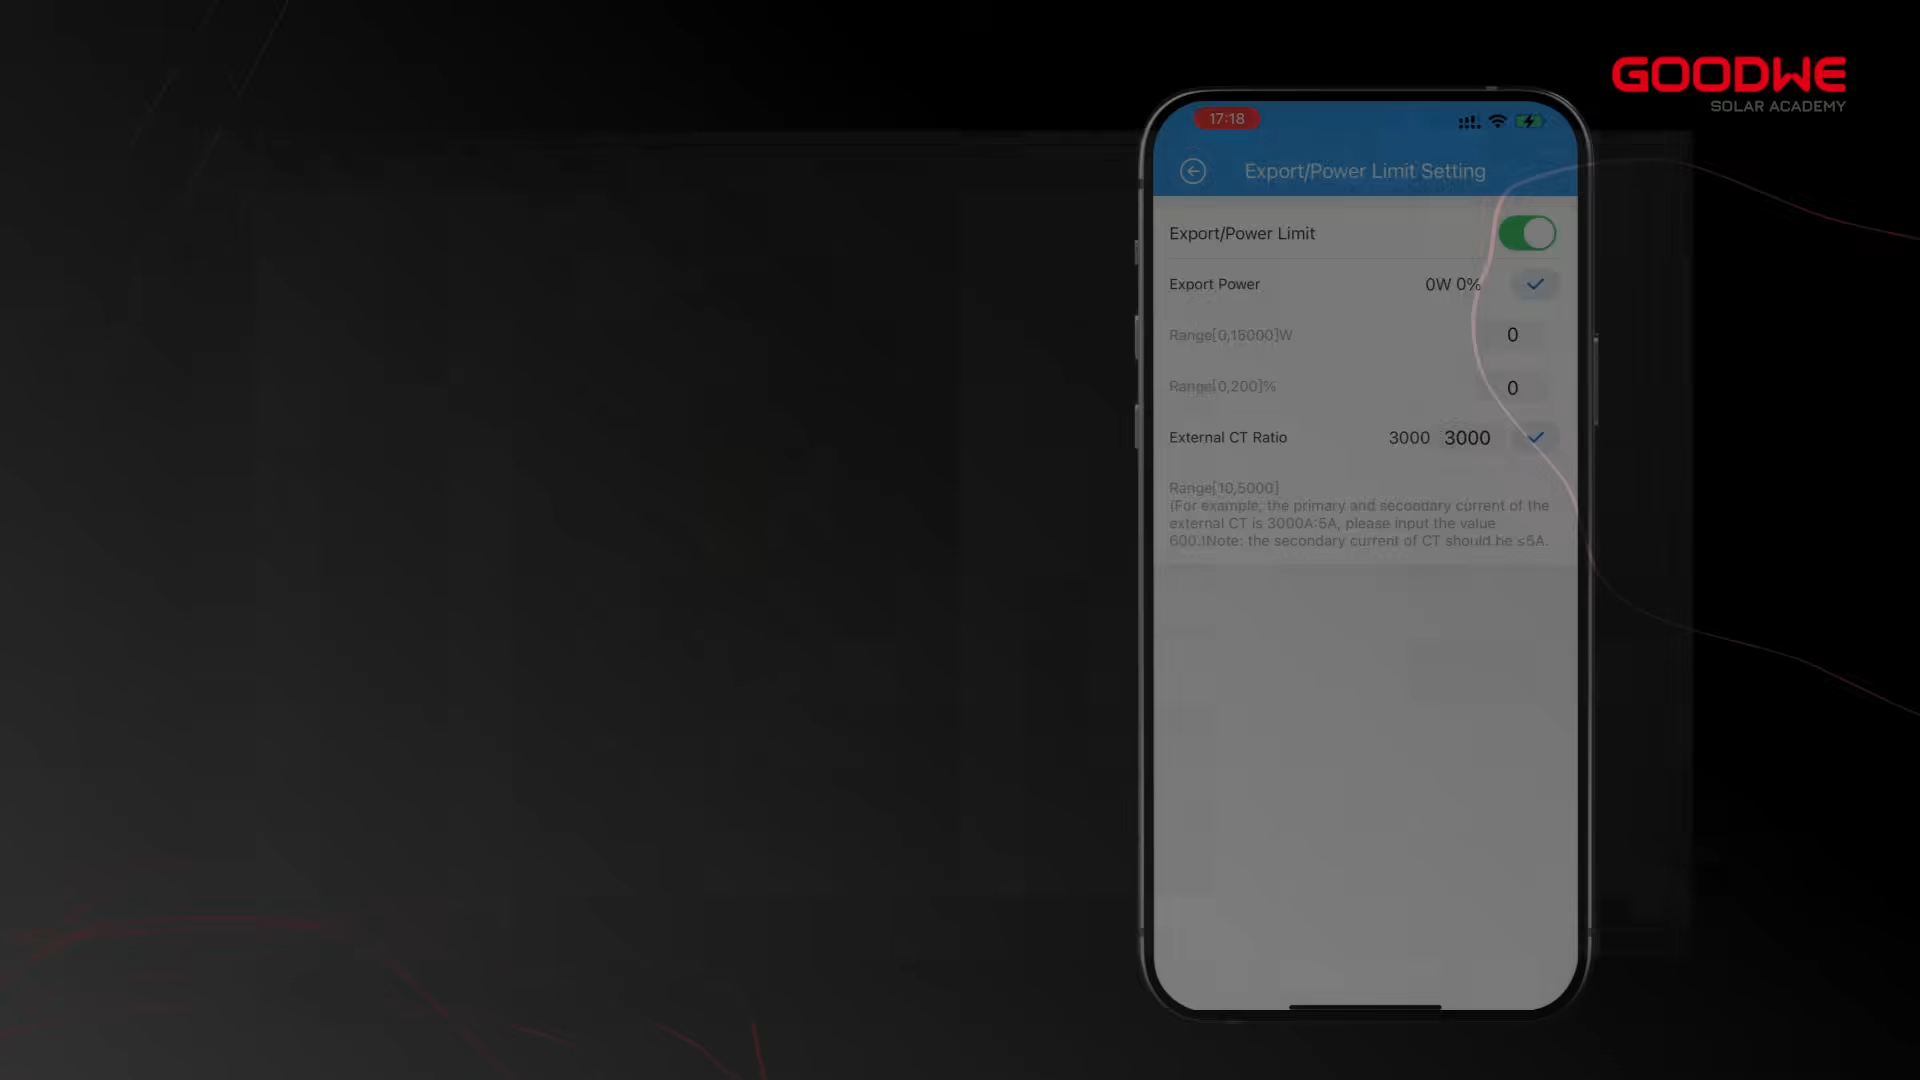 GOODWE
SOLAR ACADEMY
17:18
Export/Power Limit Setting
Export/Power Limit
Export Power 0W 0%
Range[0,15000]W 0
Range[0,200]% 0
External CT Ratio 3000 3000
Range[10,5000]
(For example, the primary and secondary current of the
external CT is 3000A:5A, please input the value
600.)Note: the secondary current of CT should be ≤5A.